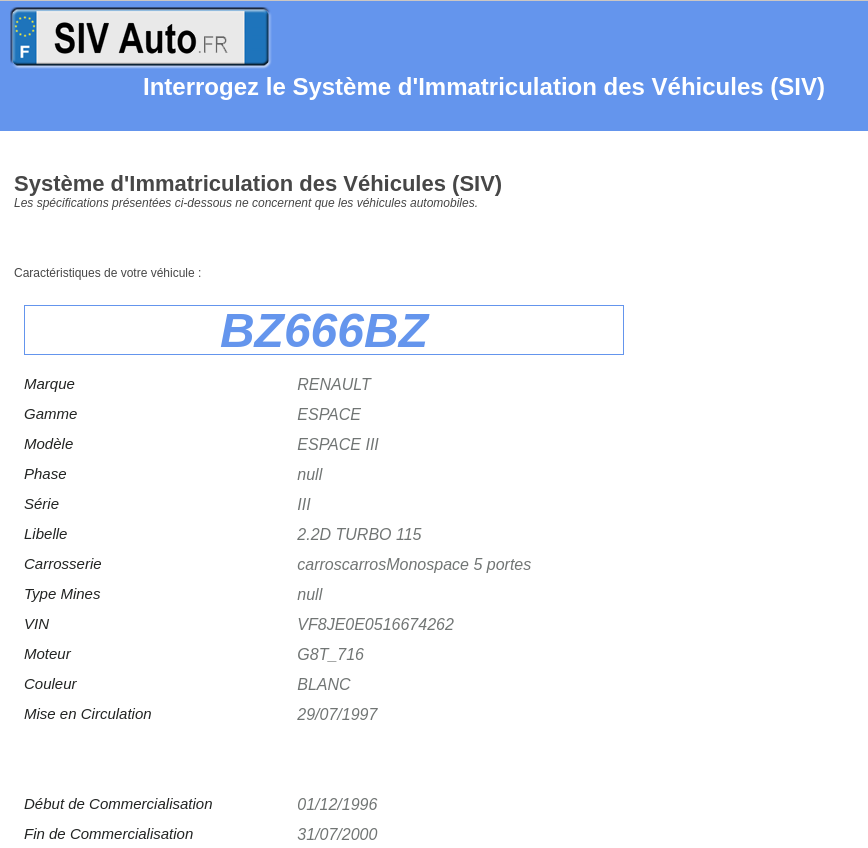 F SIV Auto.FR
Interrogez le Système d'Immatriculation des Véhicules (SIV)
Système d'Immatriculation des Véhicules (SIV)
Les spécifications présentées ci-dessous ne concernent que les véhicules automobiles.
Caractéristiques de votre véhicule :
BZ666BZ
Marque RENAULT
Gamme ESPACE
Modèle ESPACE III
Phase null
Série III
Libelle 2.2D TURBO 115
Carrosserie carroscarrosMonospace 5 portes
Type Mines null
VIN VF8JE0E0516674262
Moteur G8T_716
Couleur BLANC
Mise en Circulation 29/07/1997
Début de Commercialisation 01/12/1996
Fin de Commercialisation 31/07/2000